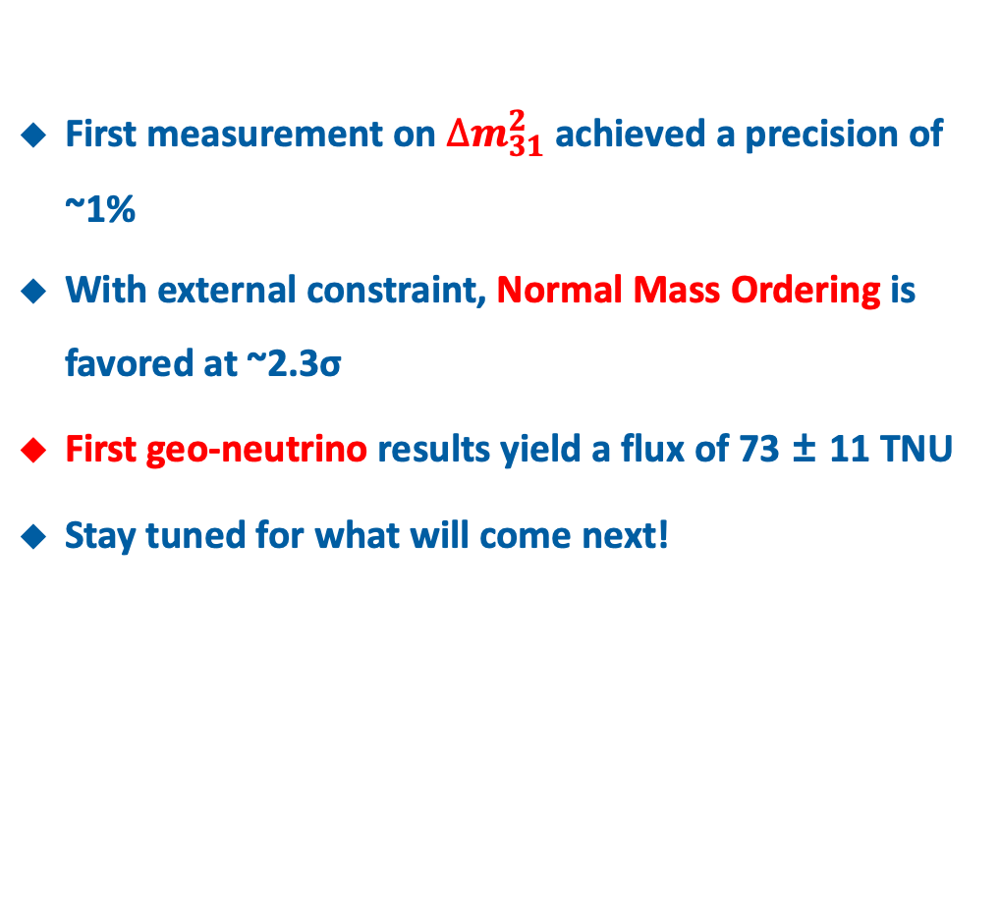 ◆ First measurement on Δm²₃₁ achieved a precision of
~1%
◆ With external constraint, Normal Mass Ordering is
favored at ~2.3σ
◆ First geo-neutrino results yield a flux of 73 ± 11 TNU
◆ Stay tuned for what will come next!